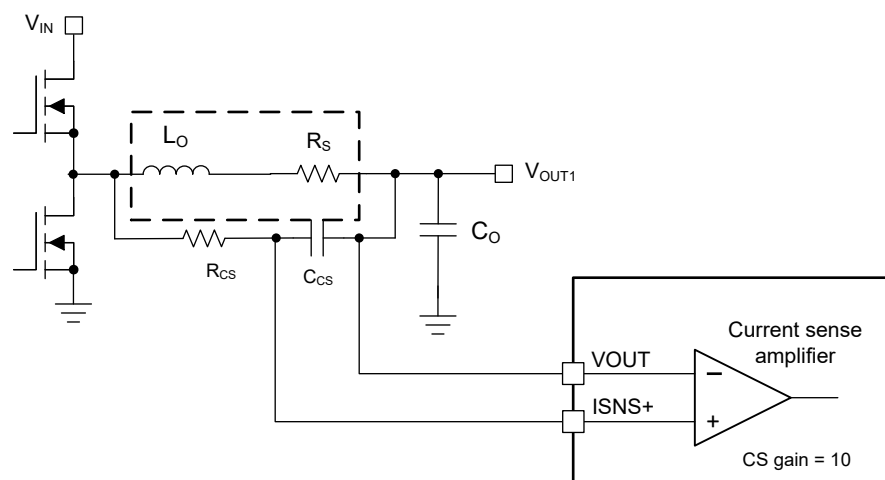 VIN
LO
RS
VOUT1
RCS
CCS
CO
Current sense
amplifier
VOUT
−
ISNS+
+
CS gain = 10